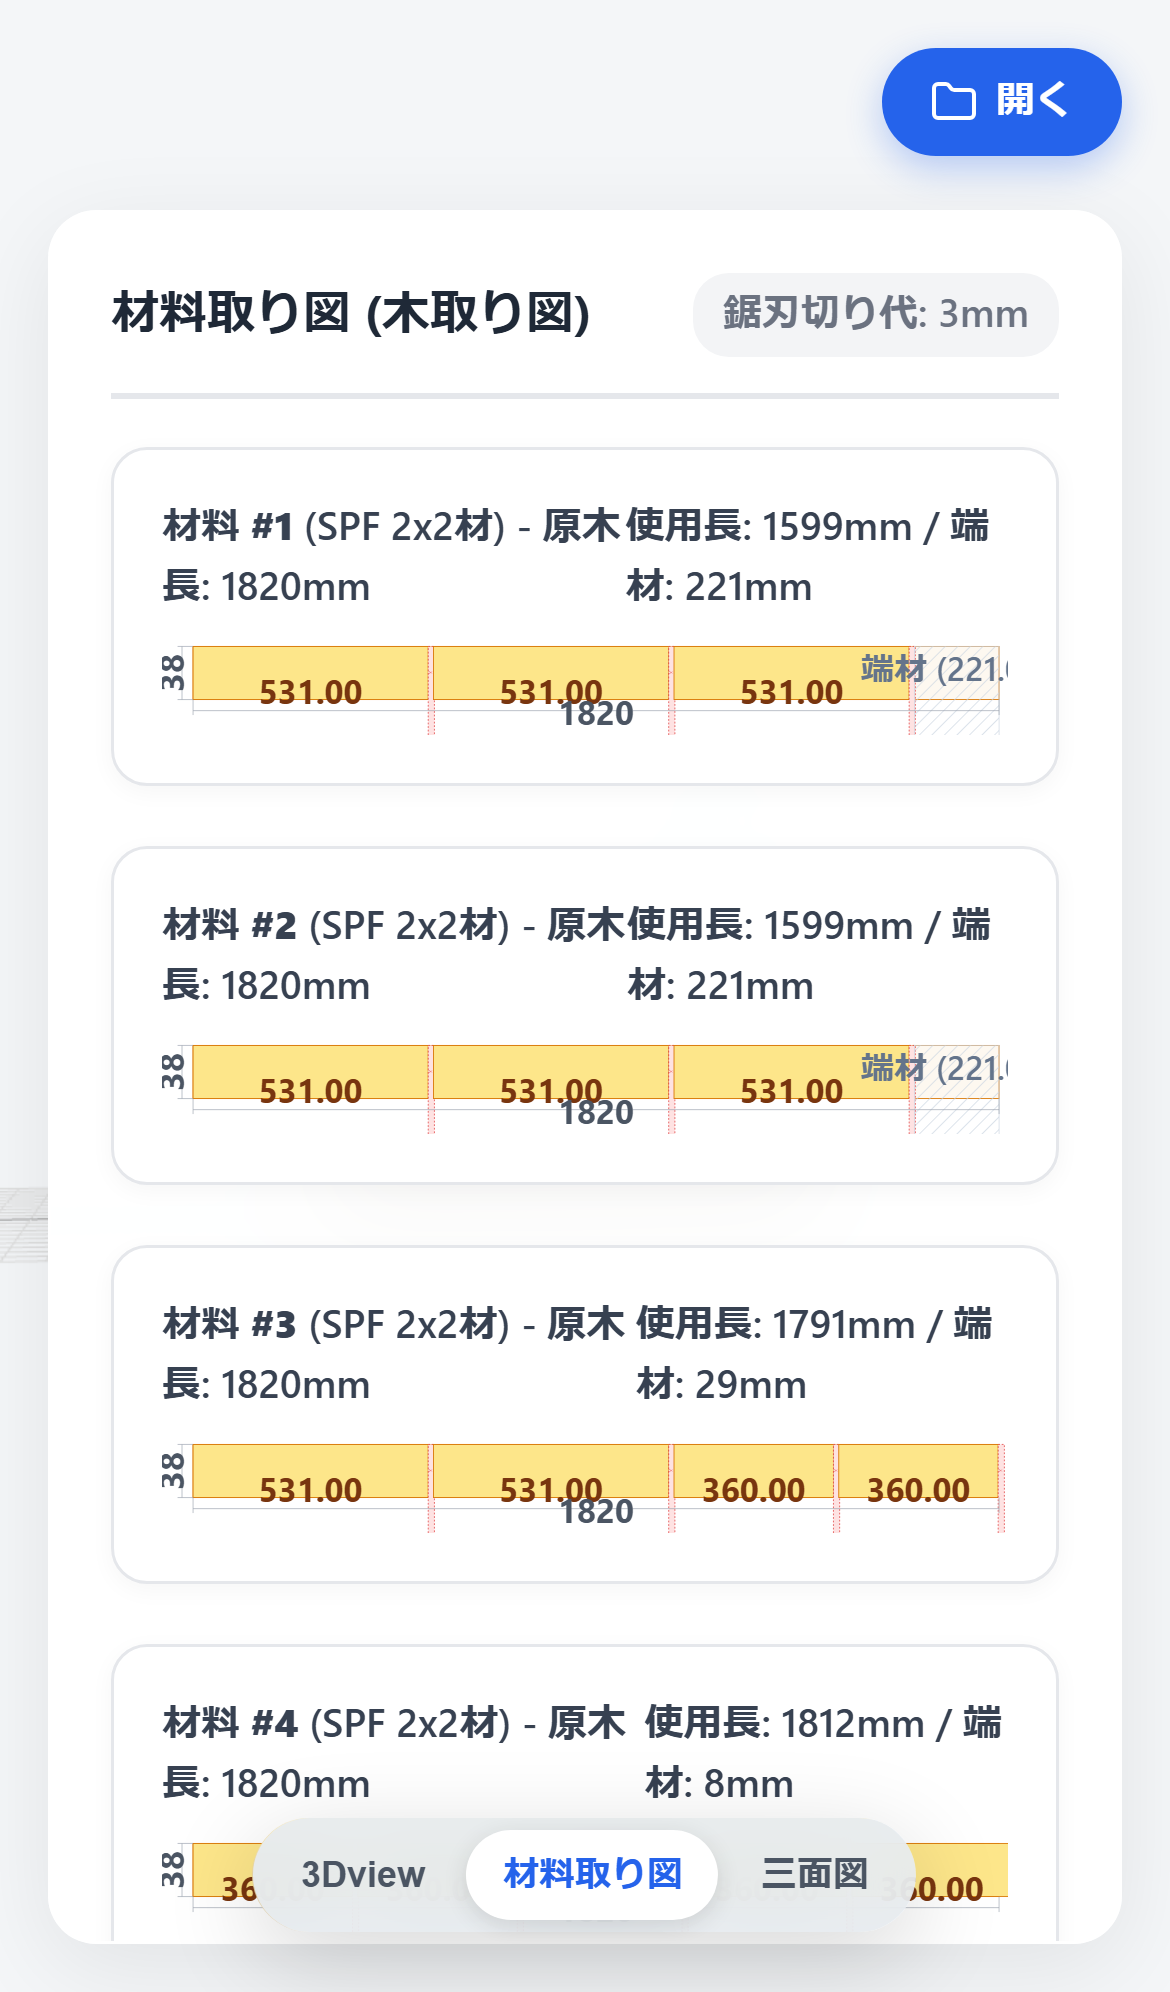 開く
材料取り図 (木取り図)
鋸刃切り代: 3mm
材料 #1 (SPF 2x2材) - 原木
長: 1820mm
使用長: 1599mm / 端
材: 221mm
38
531.00
531.00
531.00
端材 (221.
1820
材料 #2 (SPF 2x2材) - 原木
長: 1820mm
使用長: 1599mm / 端
材: 221mm
38
531.00
531.00
531.00
端材 (221.
1820
材料 #3 (SPF 2x2材) - 原木
長: 1820mm
使用長: 1791mm / 端
材: 29mm
38
531.00
531.00
360.00
360.00
1820
材料 #4 (SPF 2x2材) - 原木
長: 1820mm
使用長: 1812mm / 端
材: 8mm
38
3Dview
材料取り図
三面図